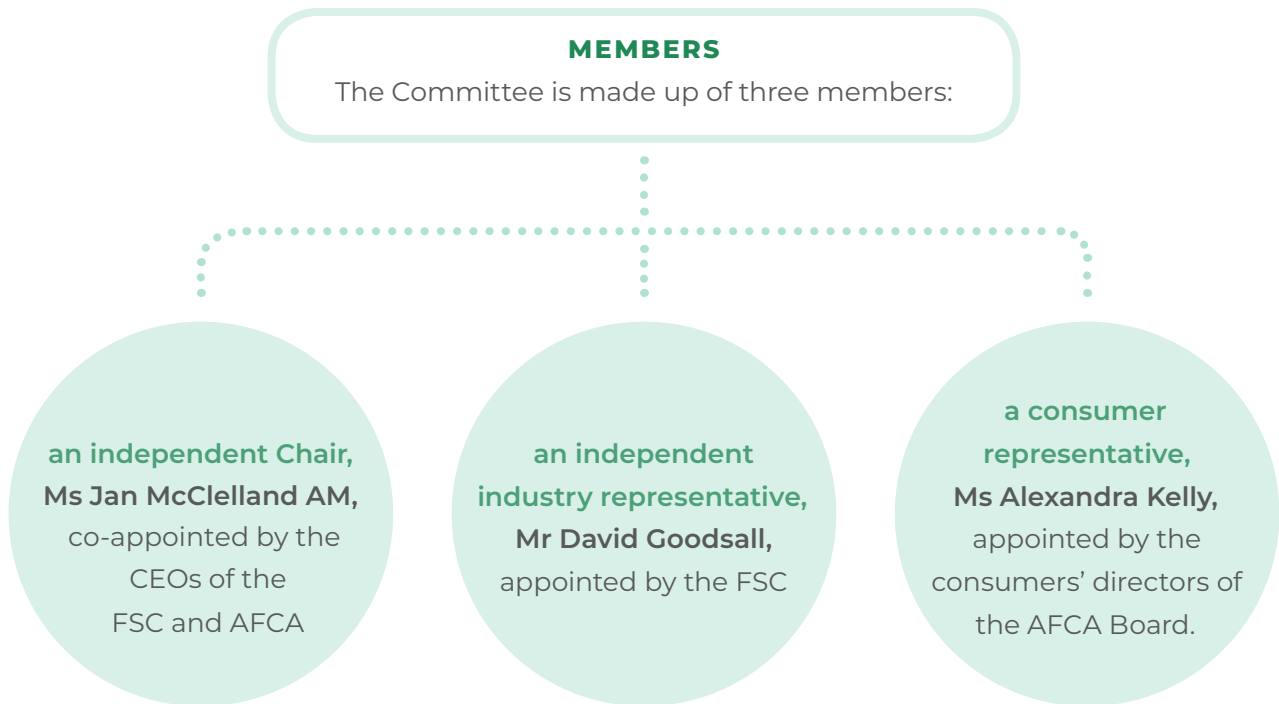 MEMBERS
The Committee is made up of three members:
an independent Chair,
Ms Jan McClelland AM,
co-appointed by the
CEOs of the
FSC and AFCA
an independent
industry representative,
Mr David Goodsall,
appointed by the FSC
a consumer
representative,
Ms Alexandra Kelly,
appointed by the
consumers’ directors of
the AFCA Board.